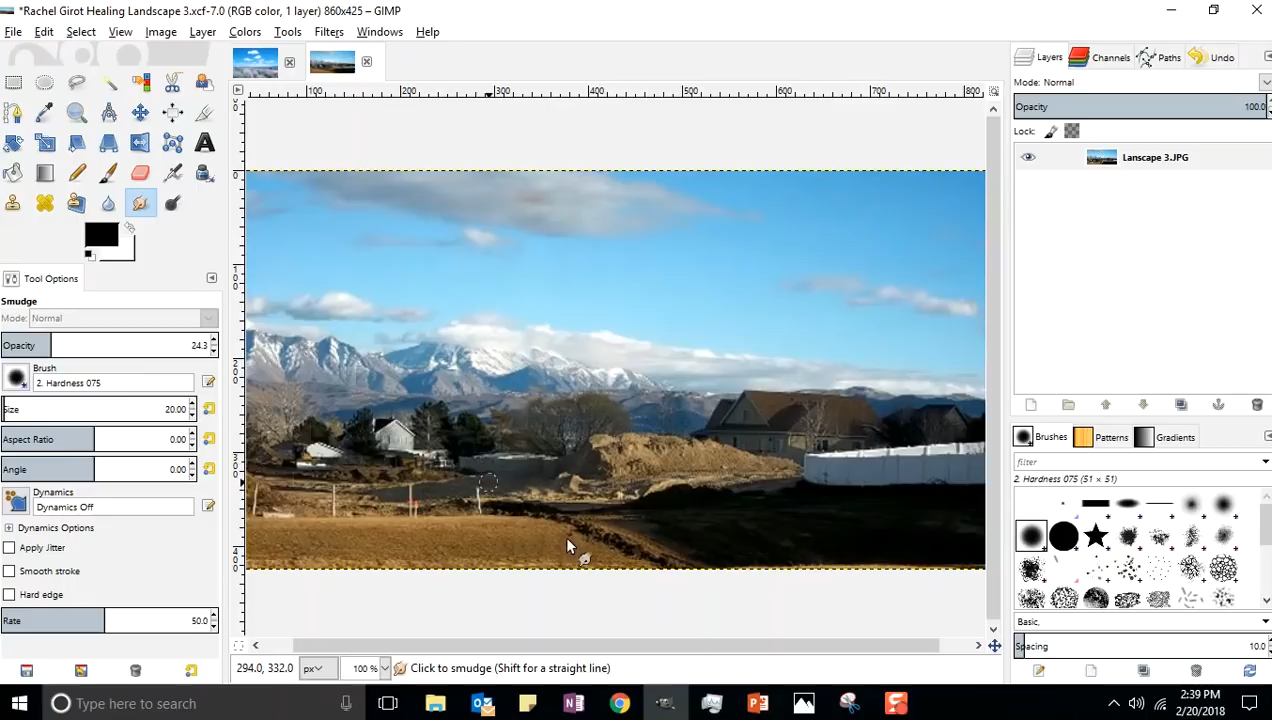 *Rachel Girot Healing Landscape 3.xcf-7.0 (RGB color, 1 layer) 860x425 – GIMP
File Edit Select View Image Layer Colors Tools Filters Windows Help
Layers Channels Paths Undo
Mode: Normal
Opacity 100.0
Lock:
Lanscape 3.JPG
100 200 300 400 500 600 700 800
0
100
200
300
400
Tool Options
Smudge
Mode: Normal
Opacity 24.3
Brush
2. Hardness 075
Size 20.00
Aspect Ratio 0.00
Angle 0.00
Dynamics
Dynamics Off
Dynamics Options
Apply Jitter
Smooth stroke
Hard edge
Rate 50.0
Brushes Patterns Gradients
filter
2. Hardness 075 (51 × 51)
Basic,
Spacing 10.0
294.0, 332.0 px 100 % Click to smudge (Shift for a straight line)
Type here to search
2:39 PM
2/20/2018